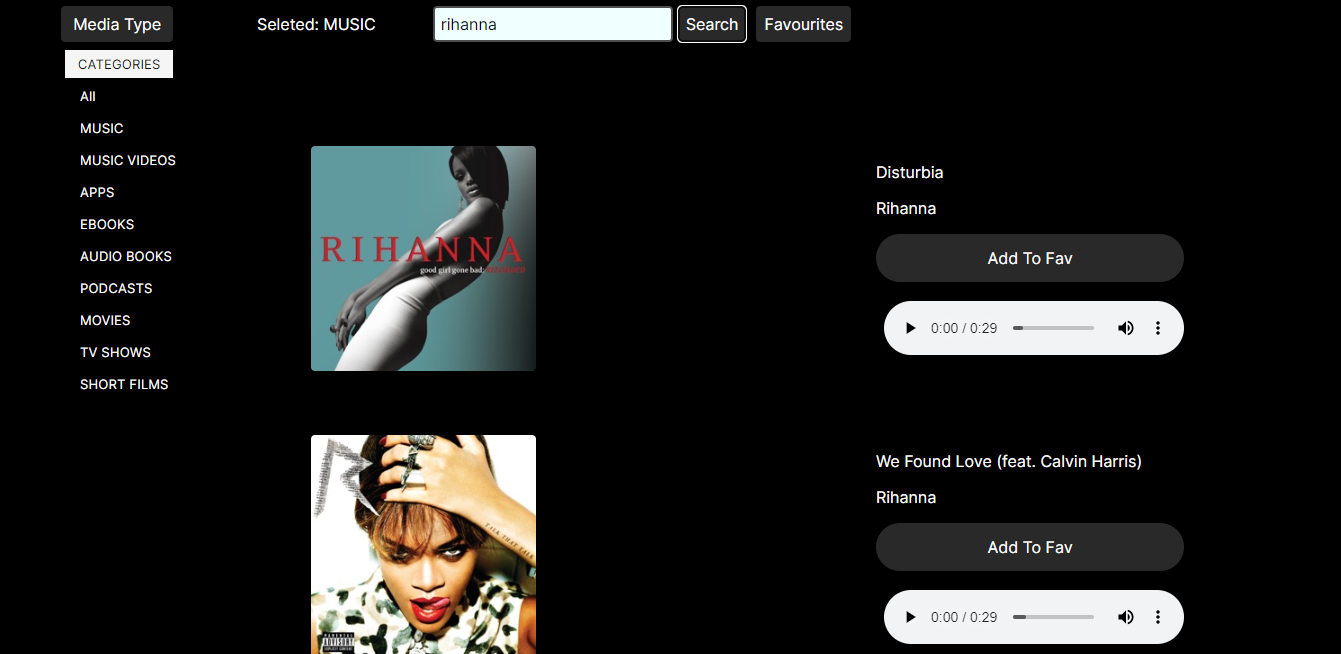 Media Type
Seleted: MUSIC
rihanna
Search
Favourites
CATEGORIES
All
MUSIC
MUSIC VIDEOS
APPS
EBOOKS
AUDIO BOOKS
PODCASTS
MOVIES
TV SHOWS
SHORT FILMS
RIHANNA
good girl gone bad: RELOADED
Disturbia
Rihanna
Add To Fav
0:00 / 0:29
R
TALK THAT TALK
PARENTAL
ADVISORY
EXPLICIT CONTENT
We Found Love (feat. Calvin Harris)
Rihanna
Add To Fav
0:00 / 0:29